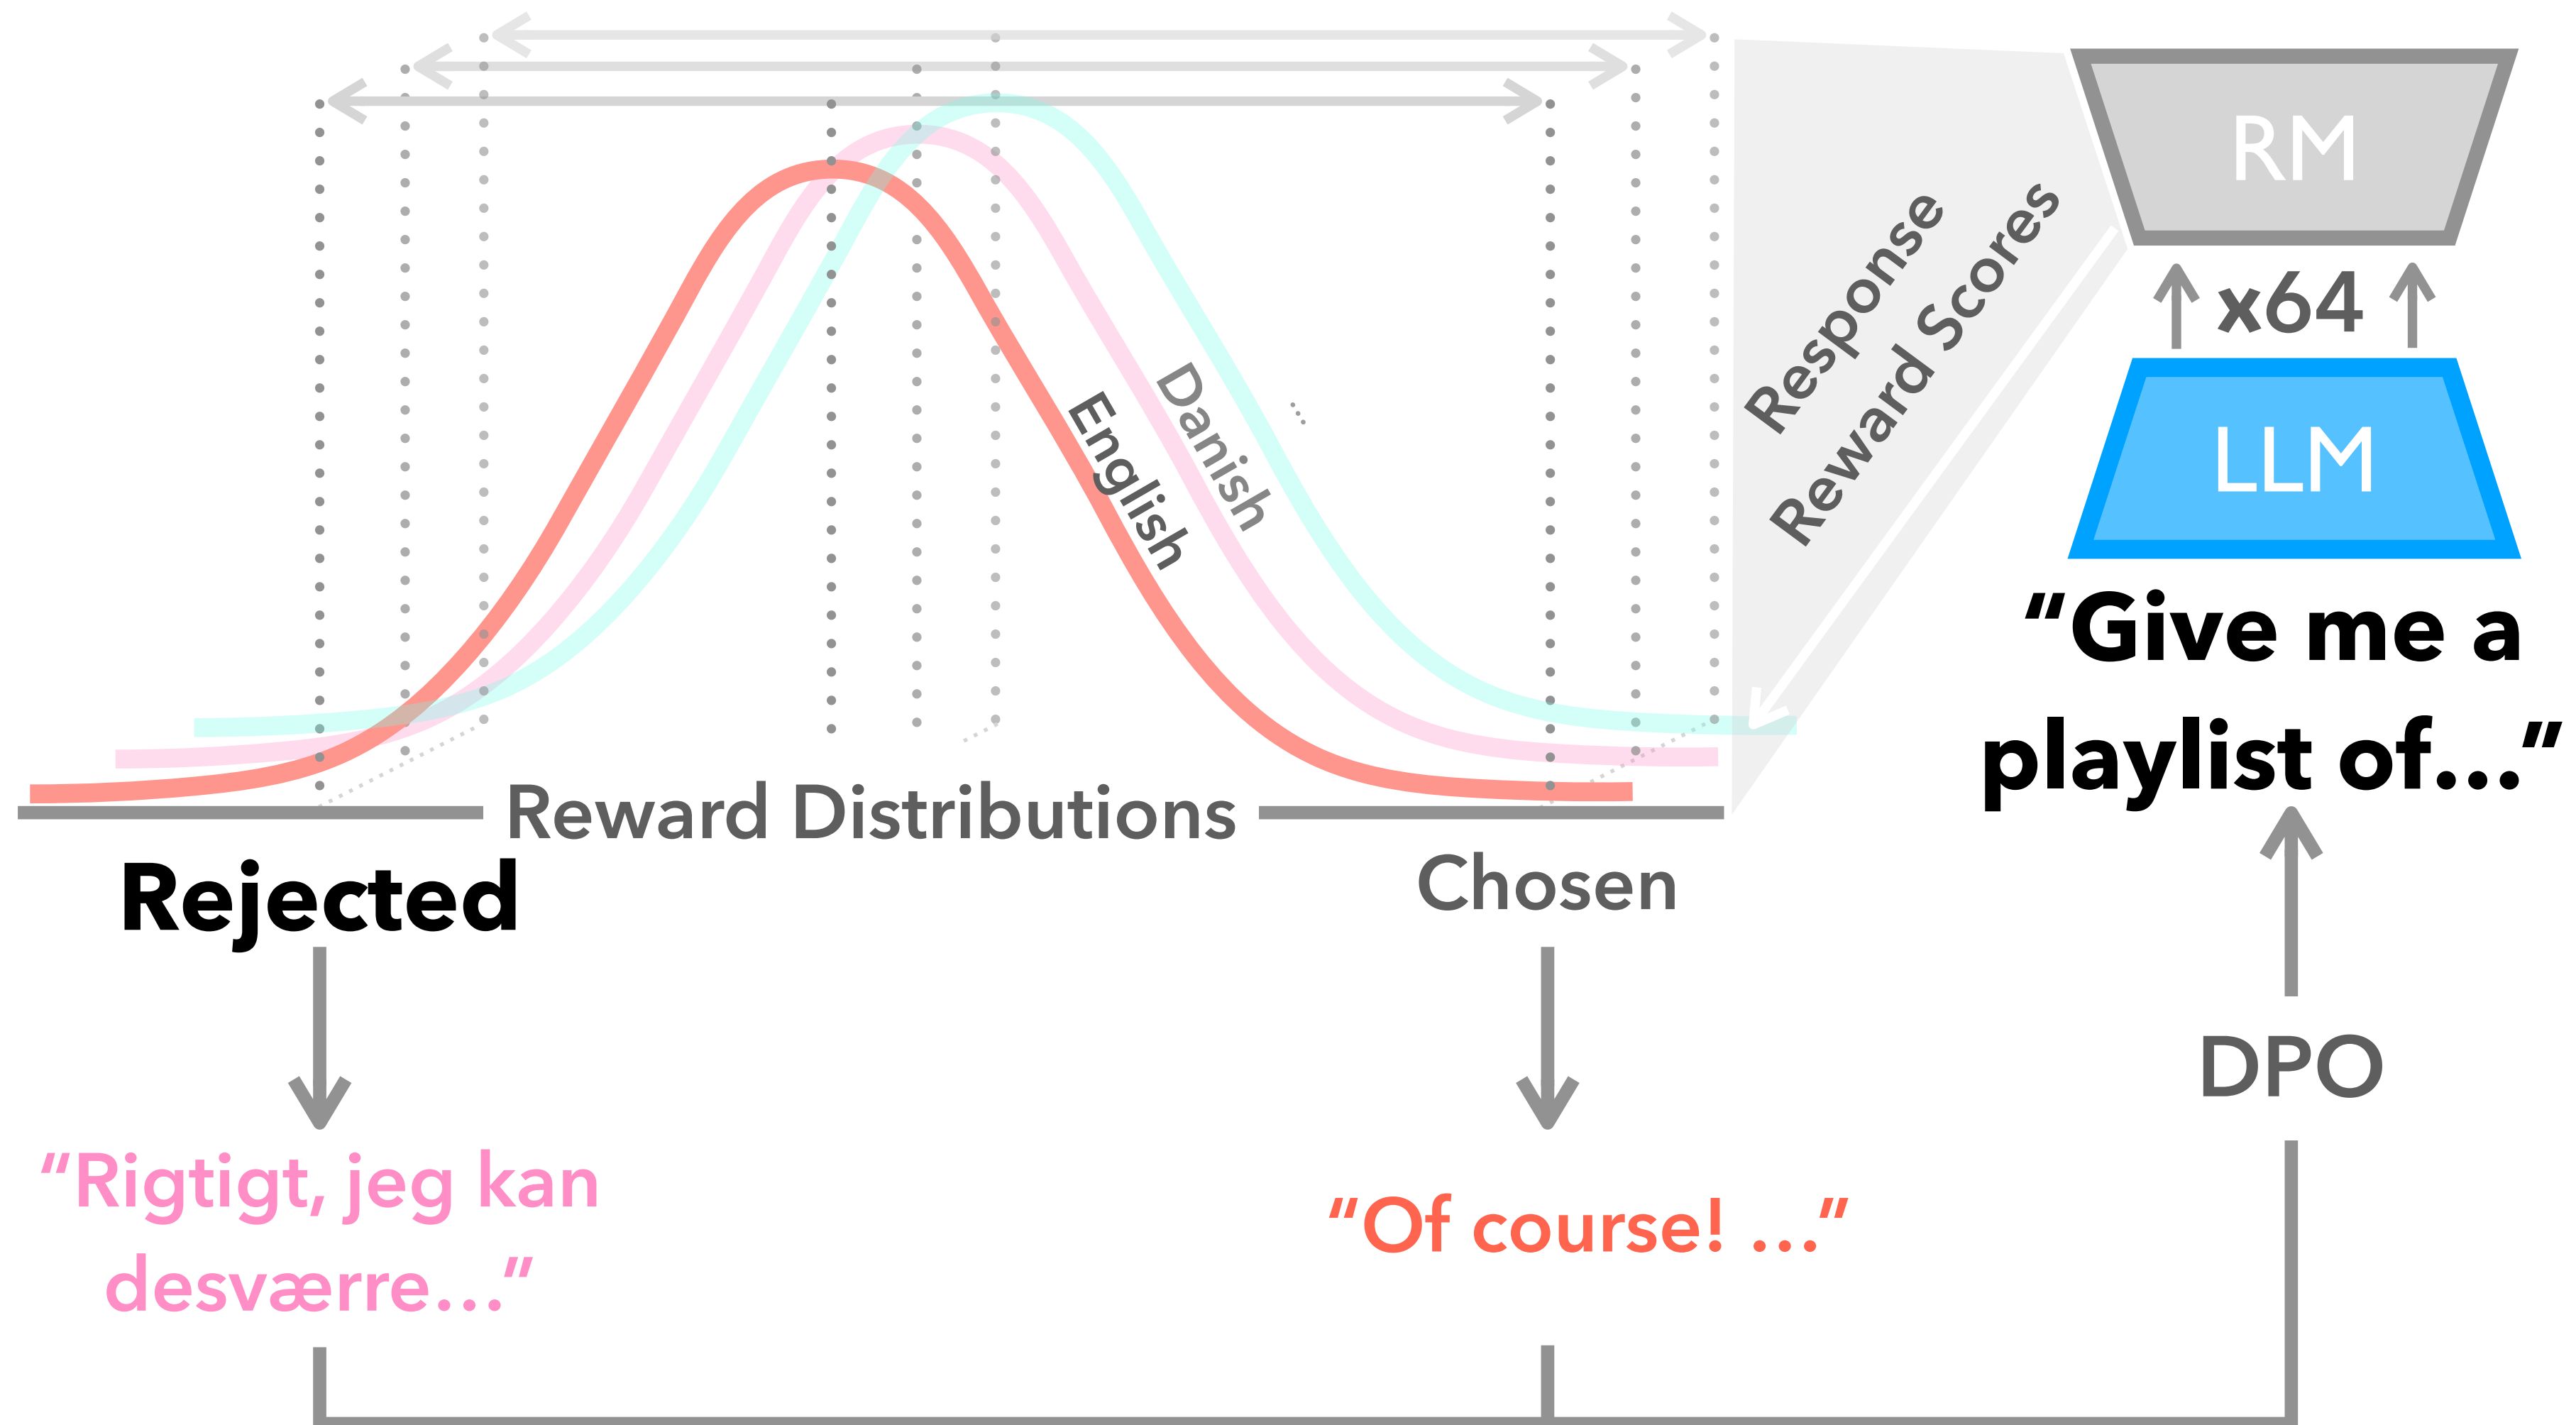 RM
x64
LLM
“Give me a
playlist of...”
Response
Reward Scores
English
Danish
...
Reward Distributions
Rejected
Chosen
“Rigtigt, jeg kan
desværre...”
“Of course! ...”
DPO